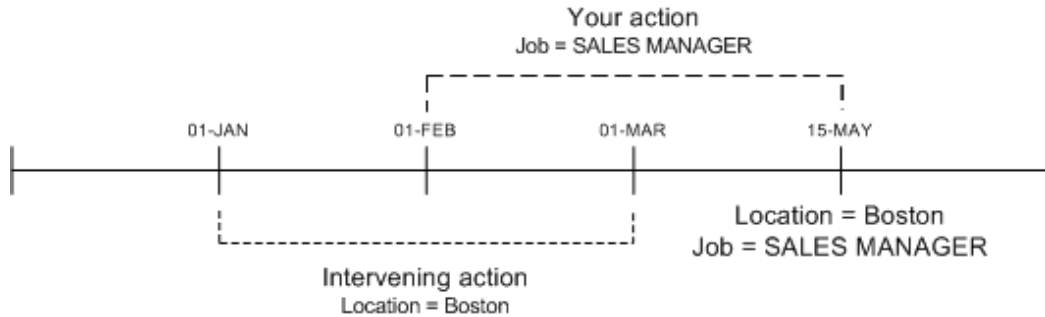 Your action
Job = SALES MANAGER
01-JAN
01-FEB
01-MAR
15-MAY
Location = Boston
Job = SALES MANAGER
Intervening action
Location = Boston